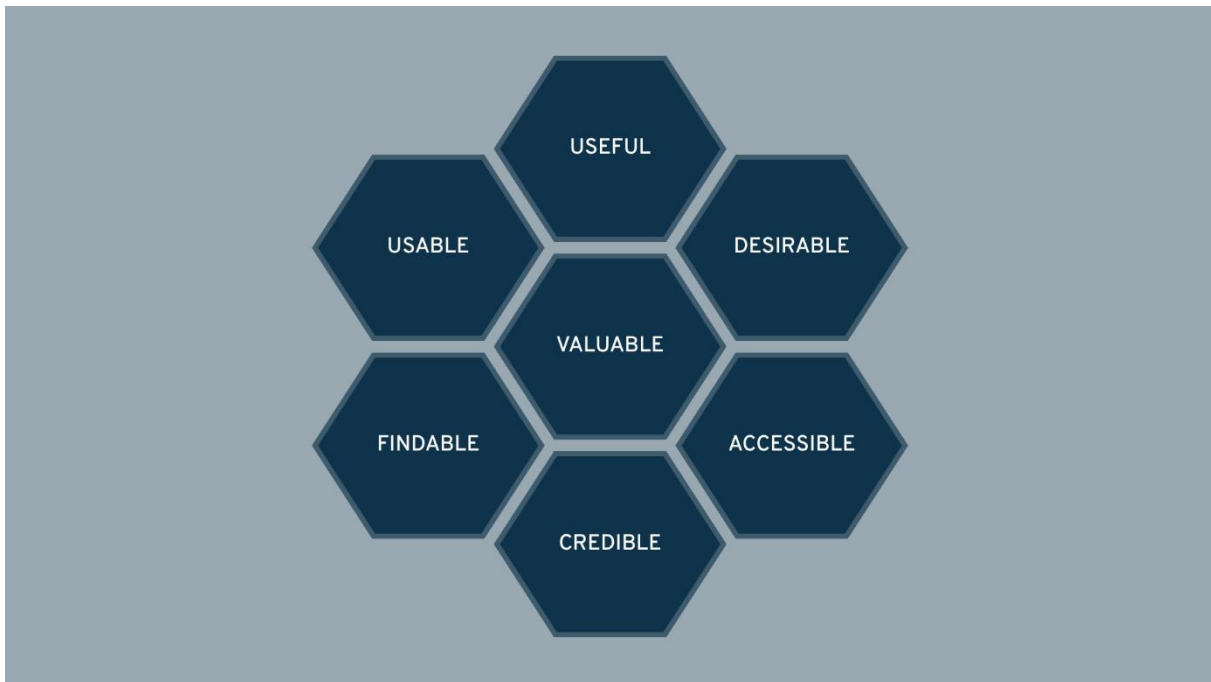 USEFUL
USABLE
DESIRABLE
VALUABLE
FINDABLE
ACCESSIBLE
CREDIBLE